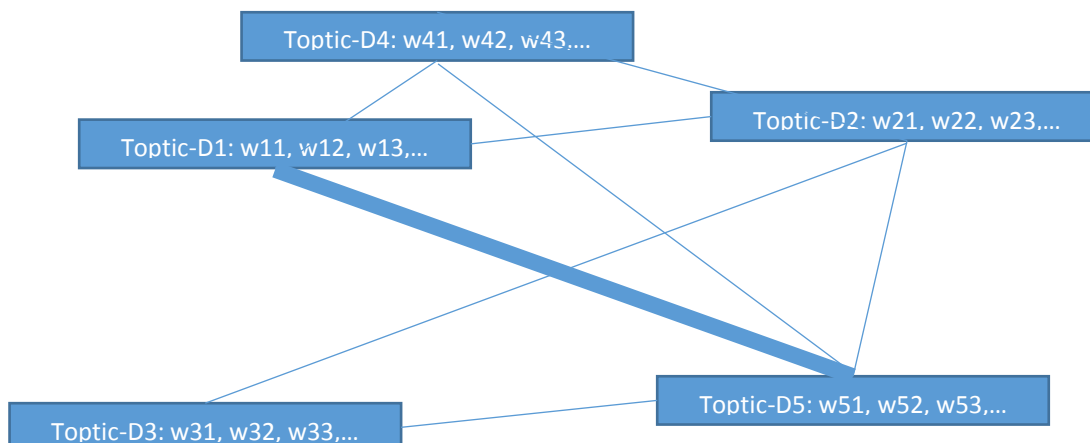 Toptic-D4: w41, w42, w43,...
Toptic-D2: w21, w22, w23,...
Toptic-D1: w11, w12, w13,...
Toptic-D5: w51, w52, w53,...
Toptic-D3: w31, w32, w33,...